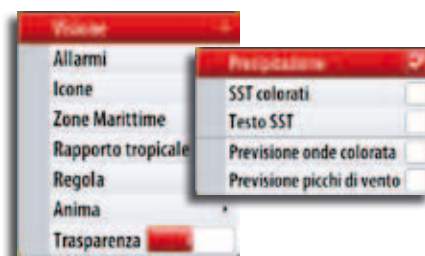 Visione
Allarmi
Icone
Zone Marittime
Rapporto tropicale
Regola
Anima
Trasparenza
Precipitazione
SST colorati
Testo SST
Previsione onde colorata
Previsione picchi di vento